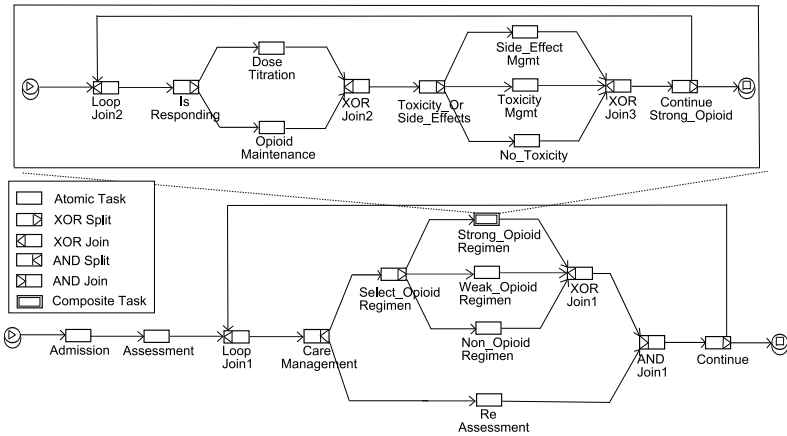 Side_Effect
Mgmt
Dose
Titration
Loop
Join2
Is
Responding
XOR
Join2
Toxicity_Or
Side_Effects
Toxicity
Mgmt
XOR
Join3
Continue
Strong_Opioid
Opioid
Maintenance
No_Toxicity
Atomic Task
XOR Split
XOR Join
AND Split
AND Join
Composite Task
Strong_Opioid
Regimen
Select_Opioid
Regimen
Weak_Opioid
Regimen
XOR
Join1
Admission
Assessment
Loop
Join1
Care
Management
Non_Opioid
Regimen
AND
Join1
Continue
Re
Assessment